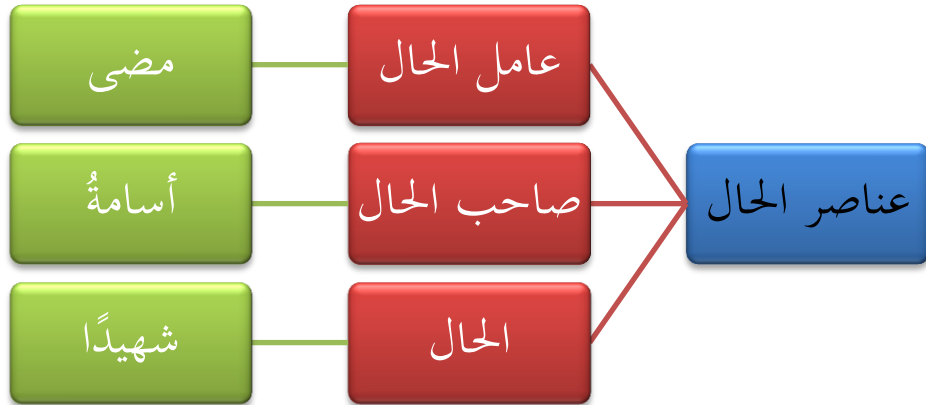 عناصر الحال
عامل الحال
مضى
صاحب الحال
أسامةُ
الحال
شهيدًا